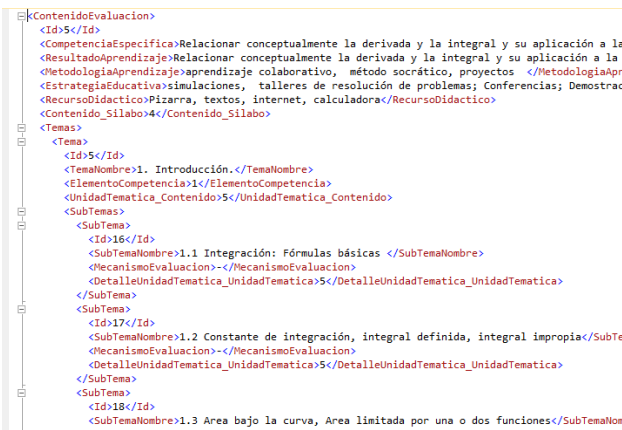 <ContenidoEvaluacion>
<Id>5</Id>
<CompetenciaEspecifica>Relacionar conceptualmente la derivada y la integral y su aplicación a la
<ResultadoAprendizaje>Relacionar conceptualmente la derivada y la integral y su aplicación a la
<MetodologiaAprendizaje>aprendizaje colaborativo,  método socrático, proyectos  </MetodologiaApr
<EstrategiaEducativa>simulaciones,  talleres de resolución de problemas; Conferencias; Demostrac
<RecursoDidactico>Pizarra, textos, internet, calculadora</RecursoDidactico>
<Contenido_Silabo>4</Contenido_Silabo>
<Temas>
<Tema>
<Id>5</Id>
<TemaNombre>1. Introducción.</TemaNombre>
<ElementoCompetencia>1</ElementoCompetencia>
<UnidadTematica_Contenido>5</UnidadTematica_Contenido>
<SubTemas>
<SubTema>
<Id>16</Id>
<SubTemaNombre>1.1 Integración: Fórmulas básicas </SubTemaNombre>
<MecanismoEvaluacion>-</MecanismoEvaluacion>
<DetalleUnidadTematica_UnidadTematica>5</DetalleUnidadTematica_UnidadTematica>
</SubTema>
<SubTema>
<Id>17</Id>
<SubTemaNombre>1.2 Constante de integración, integral definida, integral impropia</SubTe
<MecanismoEvaluacion>-</MecanismoEvaluacion>
<DetalleUnidadTematica_UnidadTematica>5</DetalleUnidadTematica_UnidadTematica>
</SubTema>
<SubTema>
<Id>18</Id>
<SubTemaNombre>1.3 Area bajo la curva, Area limitada por una o dos funciones</SubTemaNom